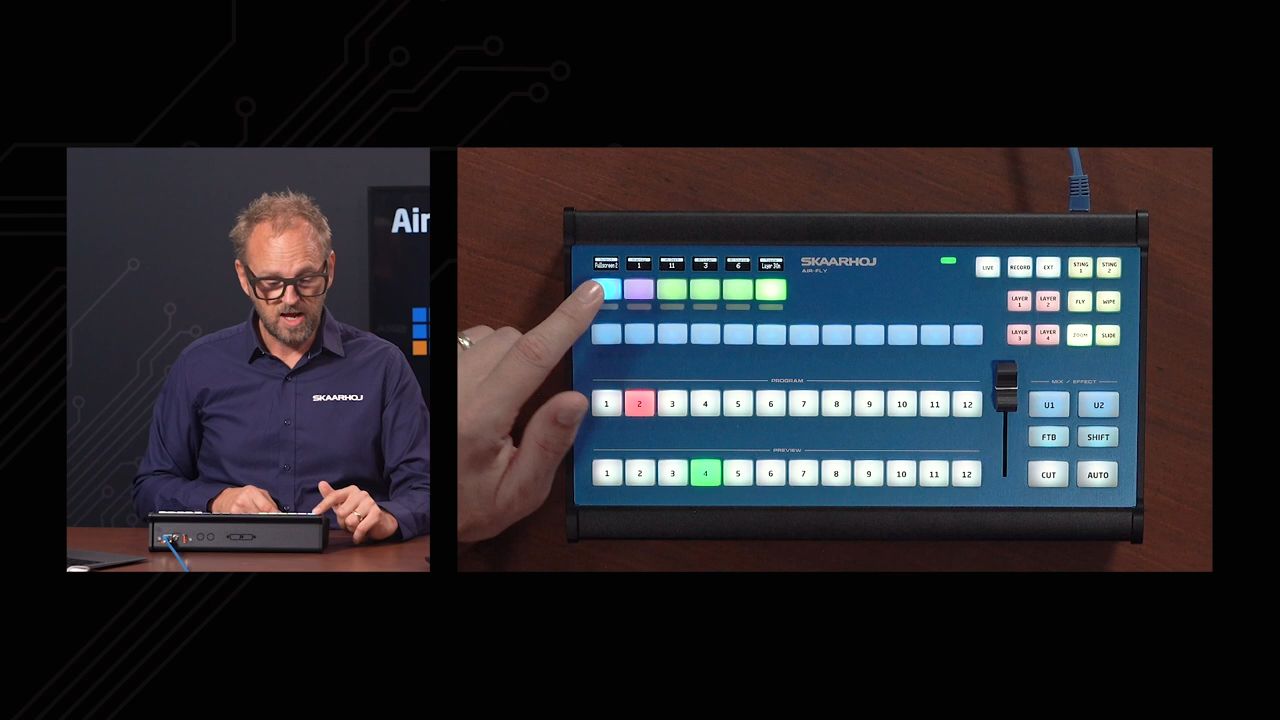 Air
SKAARHOJ
Fullscreen 2
1
11
3
6
Layer 3On
SKAARHOJ
AIR-FLY
LIVE
RECORD
EXT
STING 1
STING 2
LAYER 1
LAYER 2
FLY
WIPE
LAYER 3
LAYER 4
ZOOM
SLIDE
PROGRAM
1 2 3 4 5 6 7 8 9 10 11 12
MIX / EFFECT
U1 U2
FTB SHIFT
PREVIEW
1 2 3 4 5 6 7 8 9 10 11 12
CUT AUTO